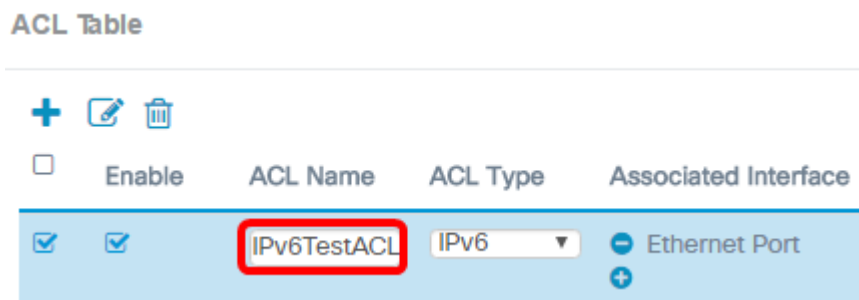 ACL Table
Enable ACL Name ACL Type Associated Interface
IPv6TestACL IPv6 Ethernet Port